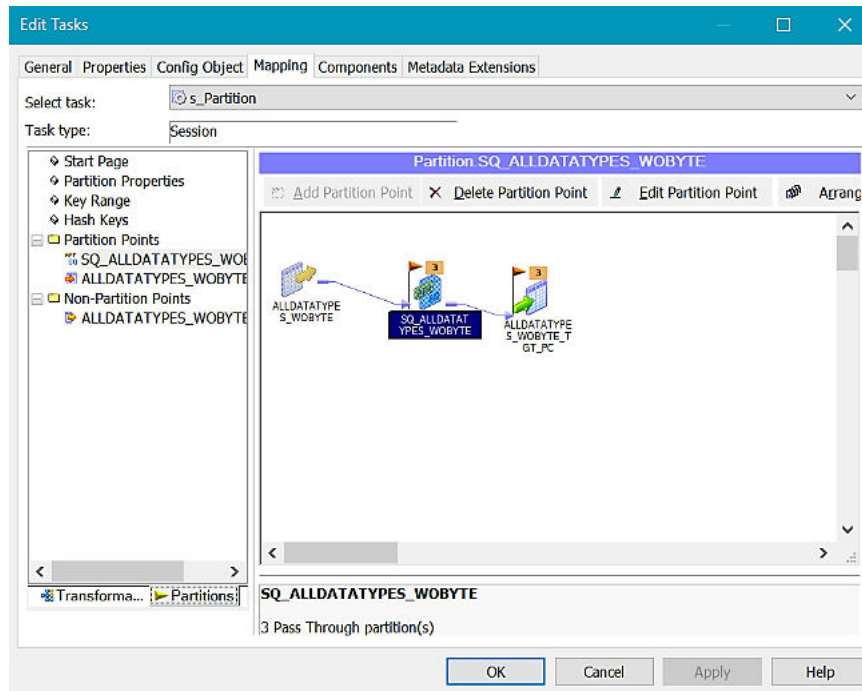 Edit Tasks
General Properties Config Object Mapping Components Metadata Extensions
Select task: s_Partition
Task type: Session
Start Page
Partition Properties
Key Range
Hash Keys
Partition Points
SQ_ALLDATATYPES_WOE
ALLDATATYPES_WOBYTE
Non-Partition Points
ALLDATATYPES_WOBYTE
Transforma... Partitions
Partition SQ_ALLDATATYPES_WOBYTE
Add Partition Point Delete Partition Point Edit Partition Point Arrang
3
3
ALLDATATYPE
S_WOBYTE
SQ_ALLDATAT
YPES_WOBYTE
ALLDATATYPE
S_WOBYTE_T
GT_PC
SQ_ALLDATATYPES_WOBYTE
3 Pass Through partition(s)
OK Cancel Apply Help